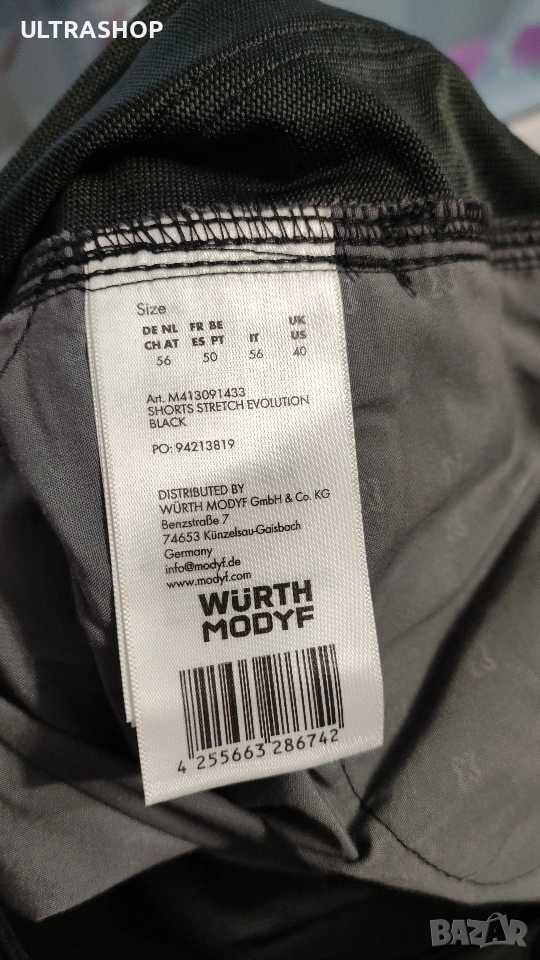 ULTRASHOP
Size
DE NL FR BE UK
CH AT ES PT IT US
56 50 56 40
Art. M413091433
SHORTS STRETCH EVOLUTION
BLACK
PO: 94213819
DISTRIBUTED BY
WÜRTH MODYF GmbH & Co. KG
Benzstraße 7
74653 Künzelsau-Gaisbach
Germany
info@modyf.de
www.modyf.com
WÜRTH
MODYF
4 255663 286742
BAZAR